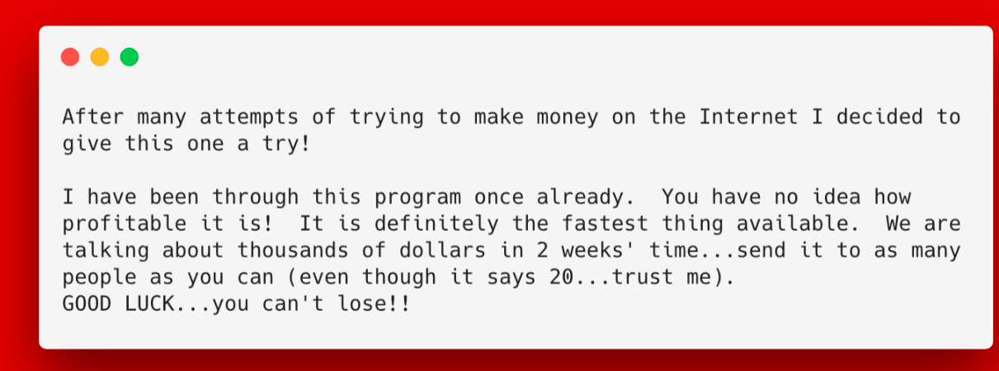 After many attempts of trying to make money on the Internet I decided to
give this one a try!
I have been through this program once already.  You have no idea how
profitable it is!  It is definitely the fastest thing available.  We are
talking about thousands of dollars in 2 weeks' time...send it to as many
people as you can (even though it says 20...trust me).
GOOD LUCK...you can't lose!!